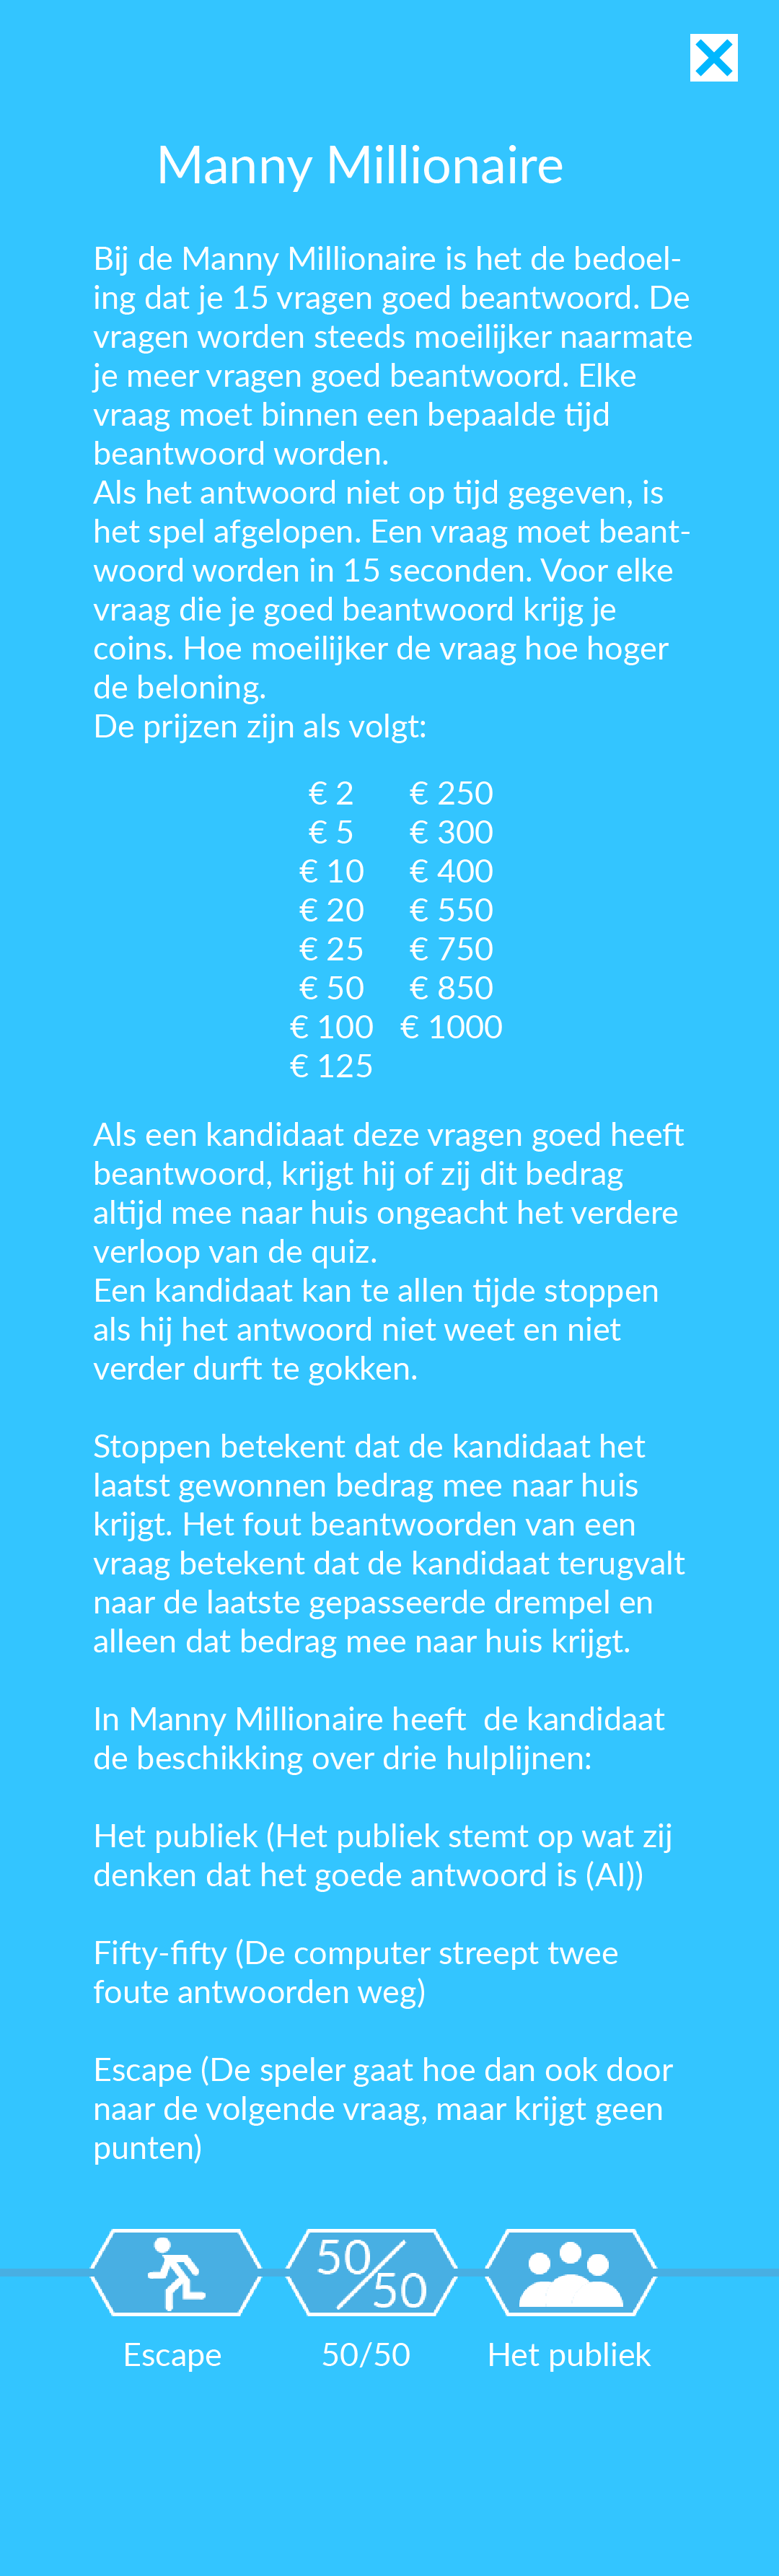 Manny Millionaire
Bij de Manny Millionaire is het de bedoel-
ing dat je 15 vragen goed beantwoord. De
vragen worden steeds moeilijker naarmate
je meer vragen goed beantwoord. Elke
vraag moet binnen een bepaalde tijd
beantwoord worden.
Als het antwoord niet op tijd gegeven, is
het spel afgelopen. Een vraag moet beant-
woord worden in 15 seconden. Voor elke
vraag die je goed beantwoord krijg je
coins. Hoe moeilijker de vraag hoe hoger
de beloning.
De prijzen zijn als volgt:
€ 2
€ 5
€ 10
€ 20
€ 25
€ 50
€ 100
€ 125
€ 250
€ 300
€ 400
€ 550
€ 750
€ 850
€ 1000
Als een kandidaat deze vragen goed heeft
beantwoord, krijgt hij of zij dit bedrag
altijd mee naar huis ongeacht het verdere
verloop van de quiz.
Een kandidaat kan te allen tijde stoppen
als hij het antwoord niet weet en niet
verder durft te gokken.
Stoppen betekent dat de kandidaat het
laatst gewonnen bedrag mee naar huis
krijgt. Het fout beantwoorden van een
vraag betekent dat de kandidaat terugvalt
naar de laatste gepasseerde drempel en
alleen dat bedrag mee naar huis krijgt.
In Manny Millionaire heeft  de kandidaat
de beschikking over drie hulplijnen:
Het publiek (Het publiek stemt op wat zij
denken dat het goede antwoord is (AI))
Fifty-fifty (De computer streept twee
foute antwoorden weg)
Escape (De speler gaat hoe dan ook door
naar de volgende vraag, maar krijgt geen
punten)
50/50
Escape
50/50
Het publiek